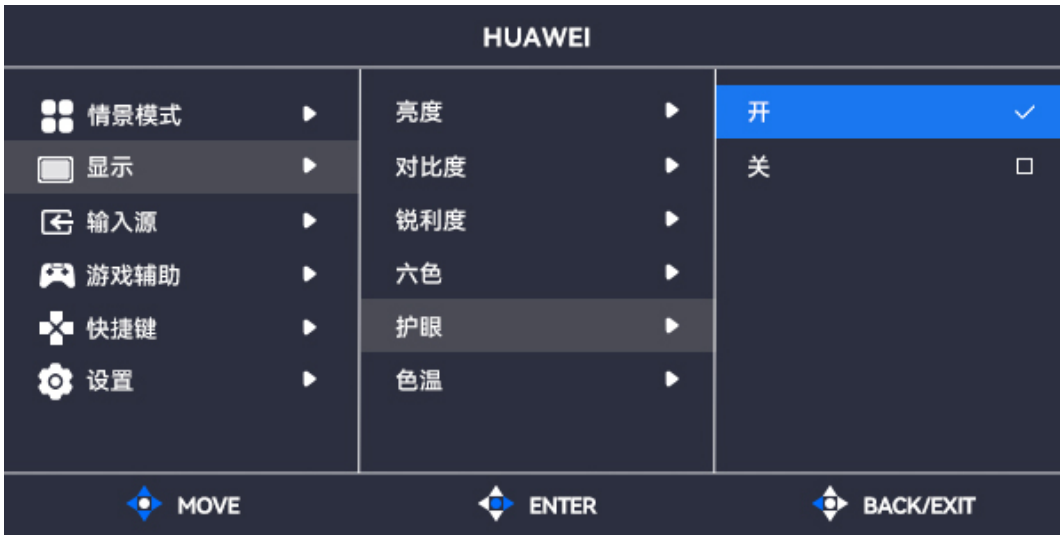 HUAWEI
情景模式
显示
输入源
游戏辅助
快捷键
设置
亮度
对比度
锐利度
六色
护眼
色温
开
关
MOVE
ENTER
BACK/EXIT